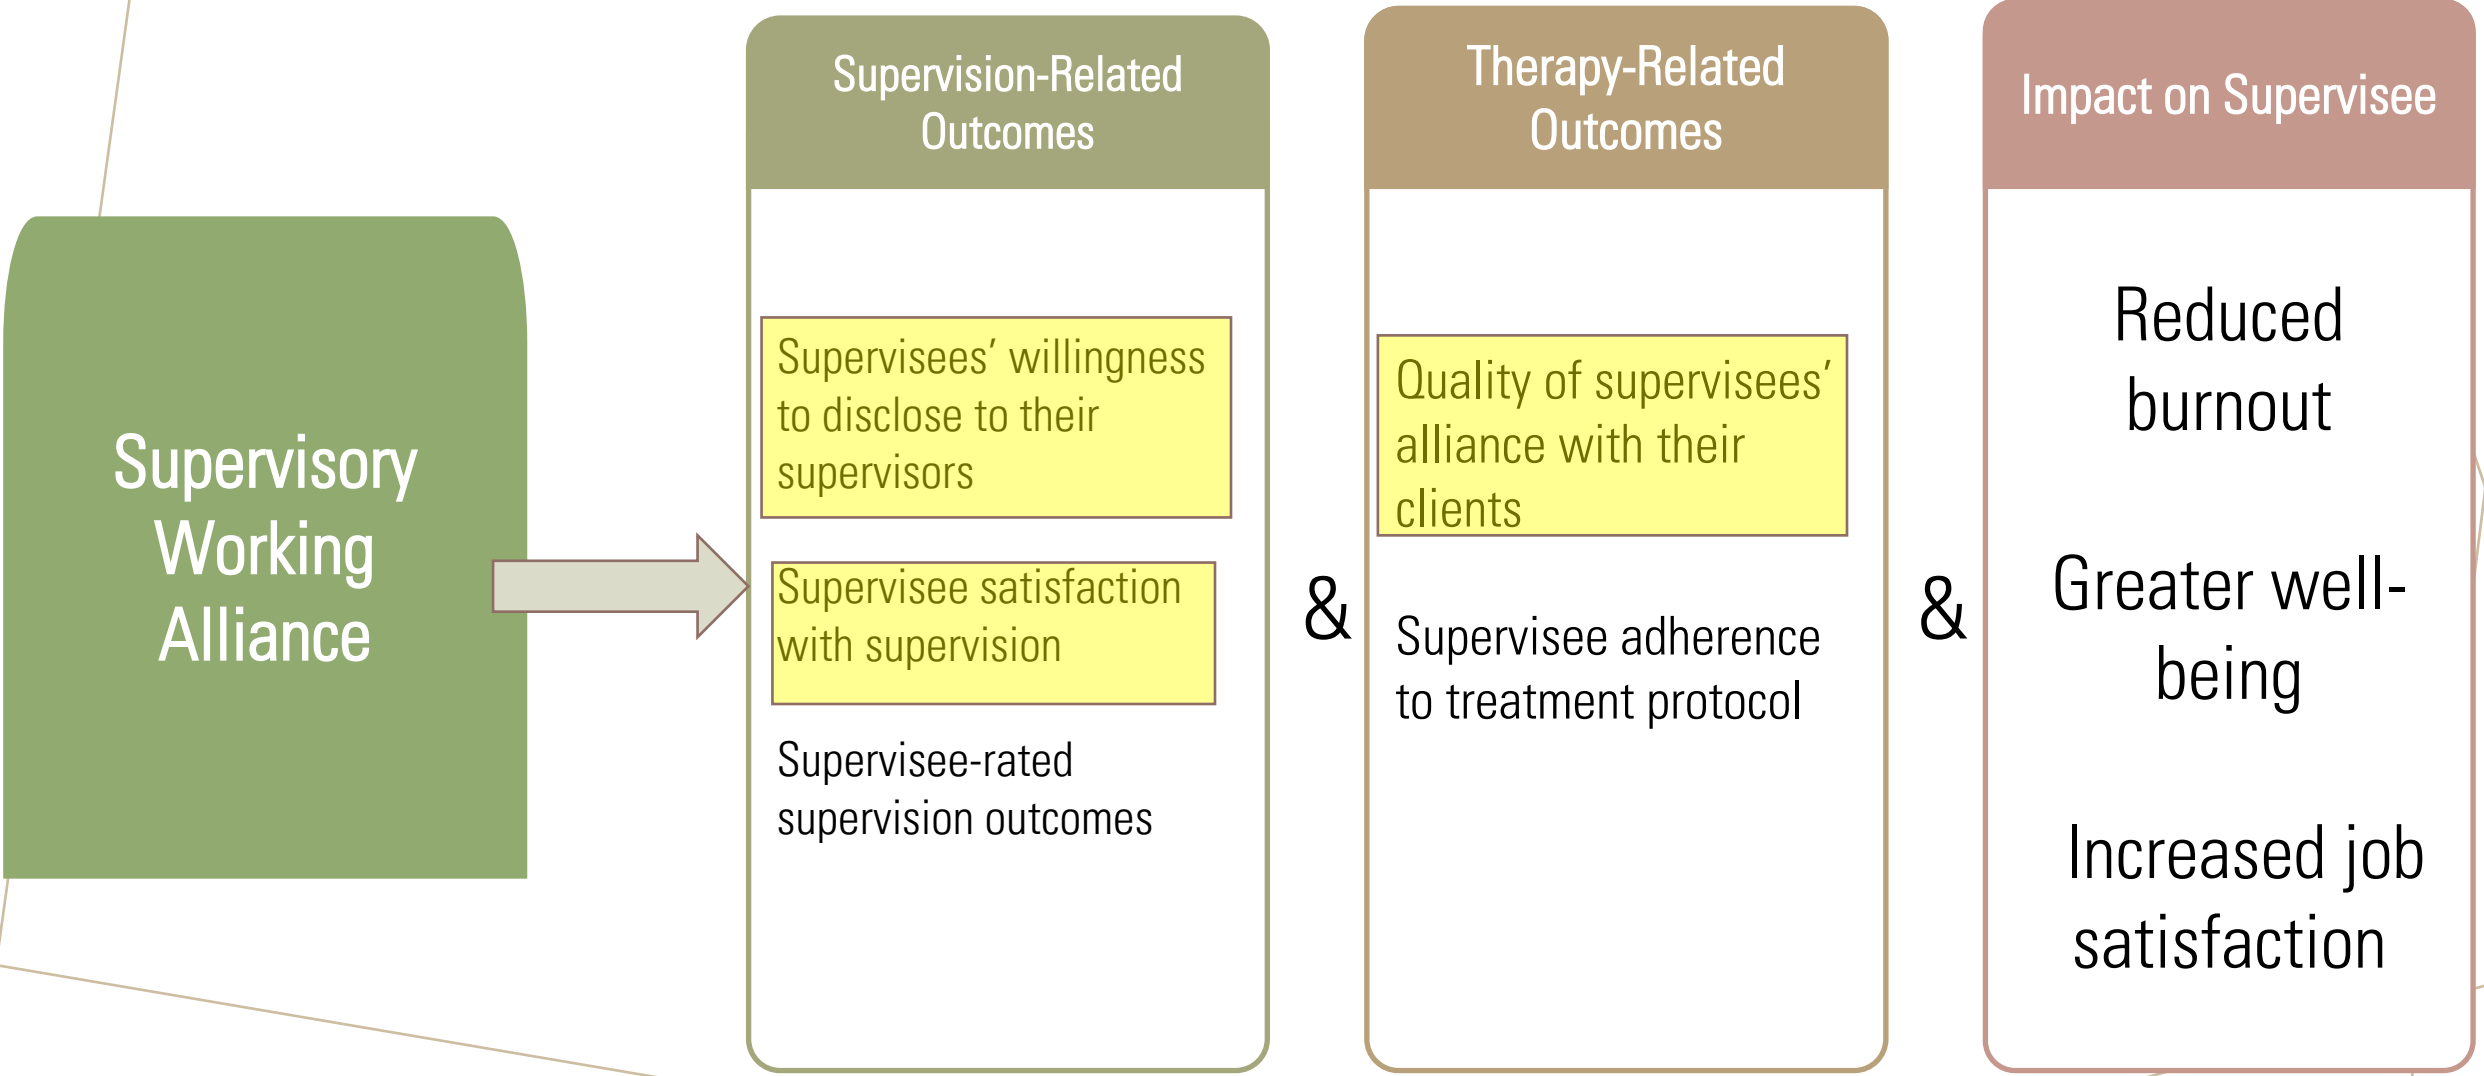 Supervisory
Working
Alliance
Supervision-Related
Outcomes
Supervisees’ willingness
to disclose to their
supervisors
Supervisee satisfaction
with supervision
Supervisee-rated
supervision outcomes
&
Therapy-Related
Outcomes
Quality of supervisees’
alliance with their
clients
Supervisee adherence
to treatment protocol
&
Impact on Supervisee
Reduced
burnout
Greater well-
being
Increased job
satisfaction